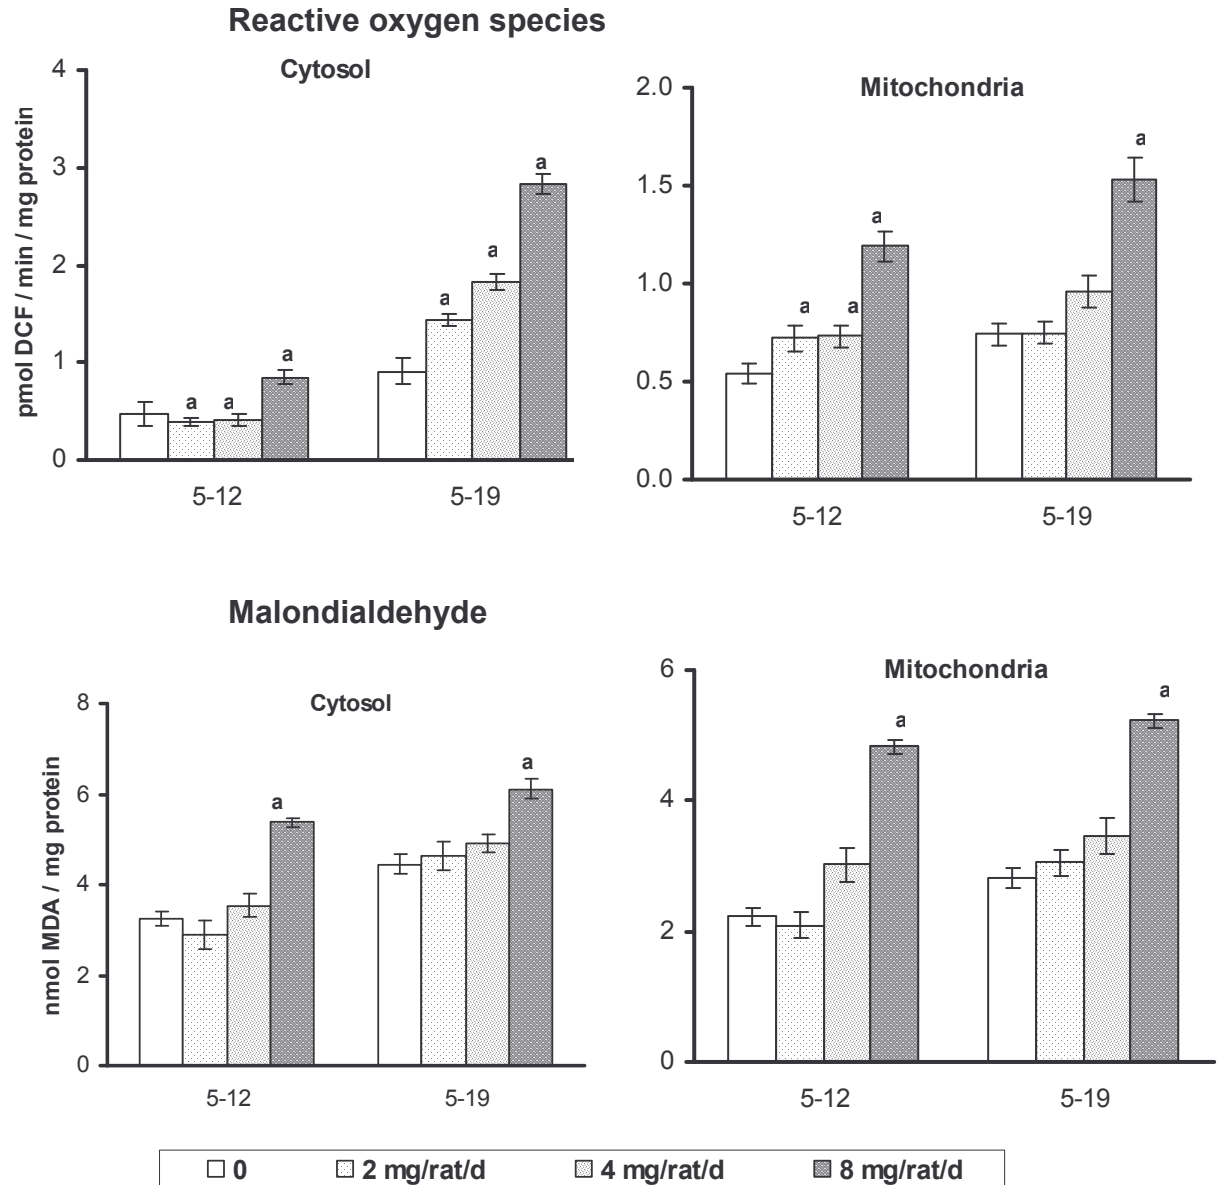 Reactive oxygen species
Cytosol
pmol DCF / min / mg protein
4
3
2
1
0
a
a
a
a
a
a
5-12
5-19
Mitochondria
2.0
1.5
1.0
0.5
0.0
a
a
a
a
5-12
5-19
Malondialdehyde
Cytosol
nmol MDA / mg protein
8
6
4
2
0
a
a
5-12
5-19
Mitochondria
6
4
2
0
a
a
5-12
5-19
0 2 mg/rat/d 4 mg/rat/d 8 mg/rat/d